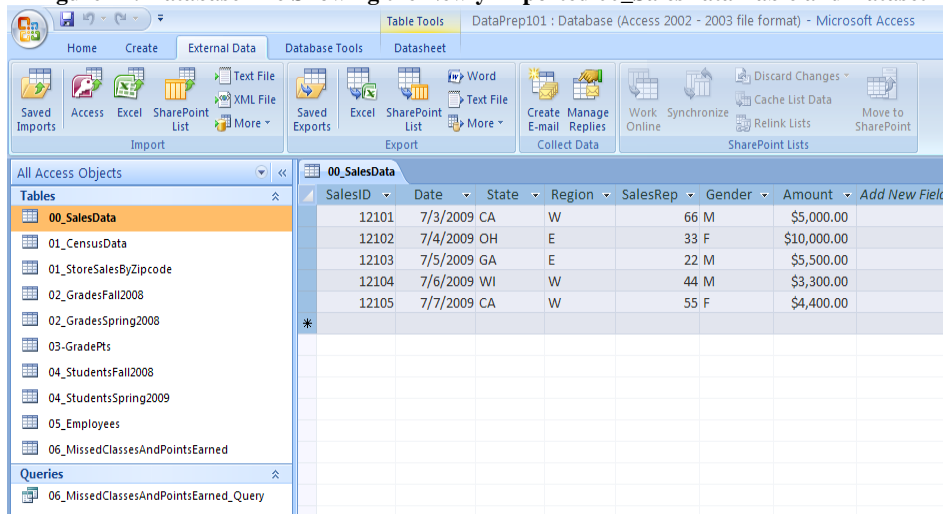 Table Tools DataPrep101 : Database (Access 2002 - 2003 file format) - Microsoft Access
Home Create External Data Database Tools Datasheet
Saved Imports
Access
Excel
SharePoint List
Text File
XML File
More
Import
Saved Exports
Excel
SharePoint List
Word
Text File
More
Export
Create E-mail
Manage Replies
Collect Data
Work Online
Synchronize
Discard Changes
Cache List Data
Relink Lists
Move to SharePoint
SharePoint Lists
All Access Objects
Tables
00_SalesData
01_CensusData
01_StoreSalesByZipcode
02_GradesFall2008
02_GradesSpring2008
03-GradePts
04_StudentsFall2008
04_StudentsSpring2009
05_Employees
06_MissedClassesAndPointsEarned
Queries
06_MissedClassesAndPointsEarned_Query
00_SalesData
SalesID Date State Region SalesRep Gender Amount Add New Field
12101 7/3/2009 CA W 66 M $5,000.00
12102 7/4/2009 OH E 33 F $10,000.00
12103 7/5/2009 GA E 22 M $5,500.00
12104 7/6/2009 WI W 44 M $3,300.00
12105 7/7/2009 CA W 55 F $4,400.00